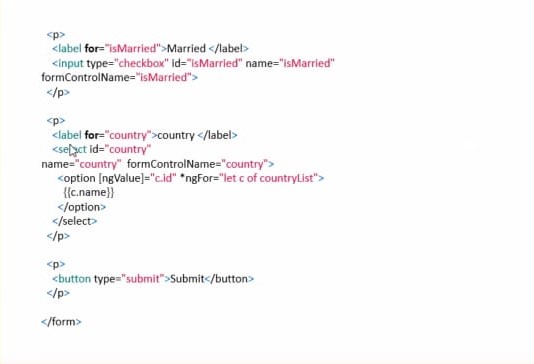 <p>
<label for="isMarried">Married </label>
<input type="checkbox" id="isMarried" name="isMarried"
formControlName="isMarried">
</p>
<p>
<label for="country">country </label>
<select id="country"
name="country" formControlName="country">
<option [ngValue]="c.id" *ngFor="let c of countryList">
{{c.name}}
</option>
</select>
</p>
<p>
<button type="submit">Submit</button>
</p>
</form>